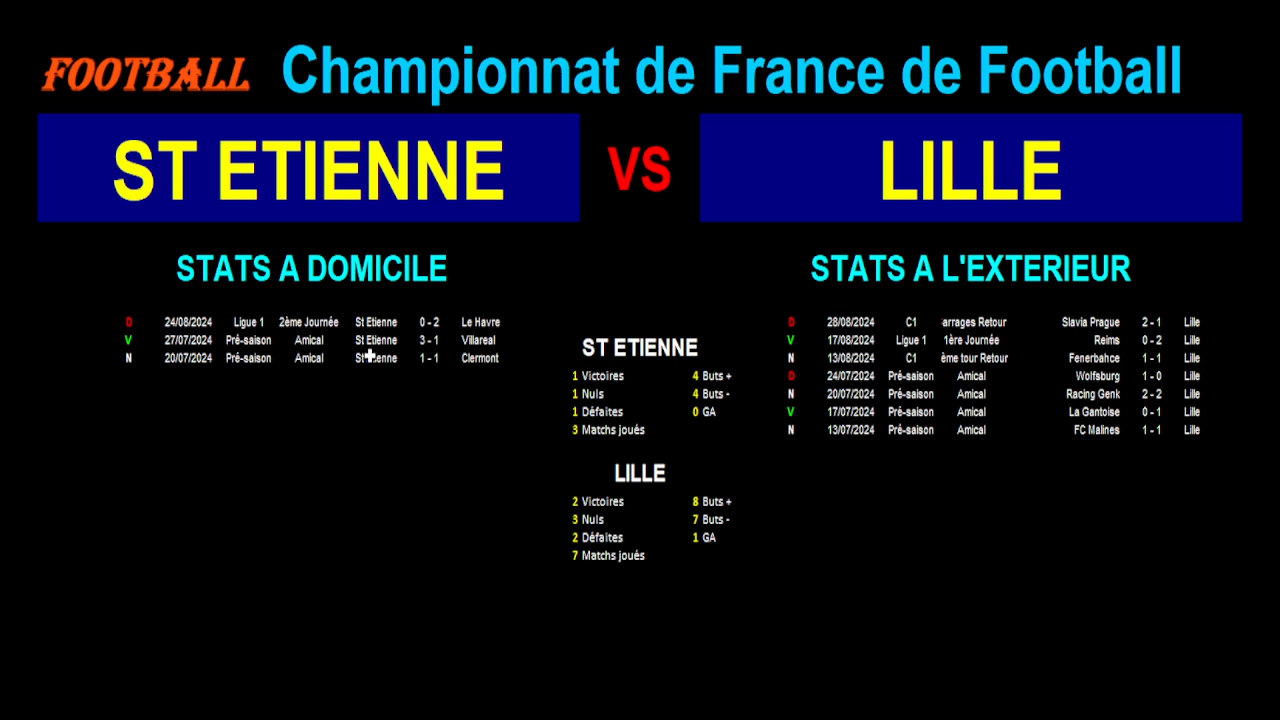 FOOTBALL Championnat de France de Football
ST ETIENNE VS LILLE
STATS A DOMICILE
D 24/08/2024 Ligue 1 2ème Journée St Etienne 0 - 2 Le Havre
V 27/07/2024 Pré-saison Amical St Etienne 3 - 1 Villareal
N 20/07/2024 Pré-saison Amical St Etienne 1 - 1 Clermont
ST ETIENNE
1 Victoires 4 Buts +
1 Nuls 4 Buts -
1 Défaites 0 GA
3 Matchs joués
LILLE
2 Victoires 8 Buts +
3 Nuls 7 Buts -
2 Défaites 1 GA
7 Matchs joués
STATS A L'EXTERIEUR
D 28/08/2024 C1 arrages Retour Slavia Prague 2 - 1 Lille
V 17/08/2024 Ligue 1 1ère Journée Reims 0 - 2 Lille
N 13/08/2024 C1 ème tour Retour Fenerbahce 1 - 1 Lille
D 24/07/2024 Pré-saison Amical Wolfsburg 1 - 0 Lille
N 20/07/2024 Pré-saison Amical Racing Genk 2 - 2 Lille
V 17/07/2024 Pré-saison Amical La Gantoise 0 - 1 Lille
N 13/07/2024 Pré-saison Amical FC Malines 1 - 1 Lille